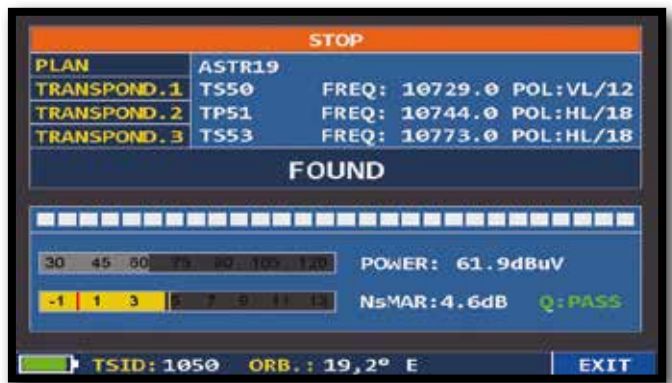 STOP
PLAN ASTR19
TRANSPOND.1 TS50 FREQ: 10729.0 POL:VL/12
TRANSPOND.2 TP51 FREQ: 10744.0 POL:HL/18
TRANSPOND.3 TS53 FREQ: 10773.0 POL:HL/18
FOUND
30 45 60 75 90 105 120 POWER: 61.9dBuV
-1 1 3 5 7 9 11 13 NsMAR:4.6dB Q:PASS
TSID:1050 ORB.:19,2º E EXIT